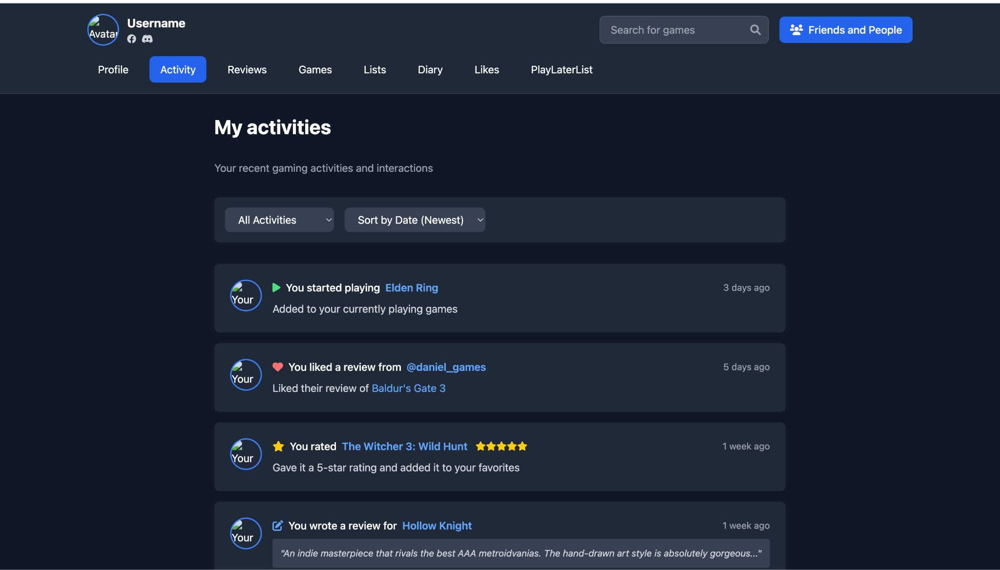 Avatar
Username
Search for games
Friends and People
Profile
Activity
Reviews
Games
Lists
Diary
Likes
PlayLaterList
My activities
Your recent gaming activities and interactions
All Activities
Sort by Date (Newest)
Your
You started playing Elden Ring
3 days ago
Added to your currently playing games
Your
You liked a review from @daniel_games
5 days ago
Liked their review of Baldur's Gate 3
Your
You rated The Witcher 3: Wild Hunt
1 week ago
Gave it a 5-star rating and added it to your favorites
Your
You wrote a review for Hollow Knight
1 week ago
"An indie masterpiece that rivals the best AAA metroidvanias. The hand-drawn art style is absolutely gorgeous..."